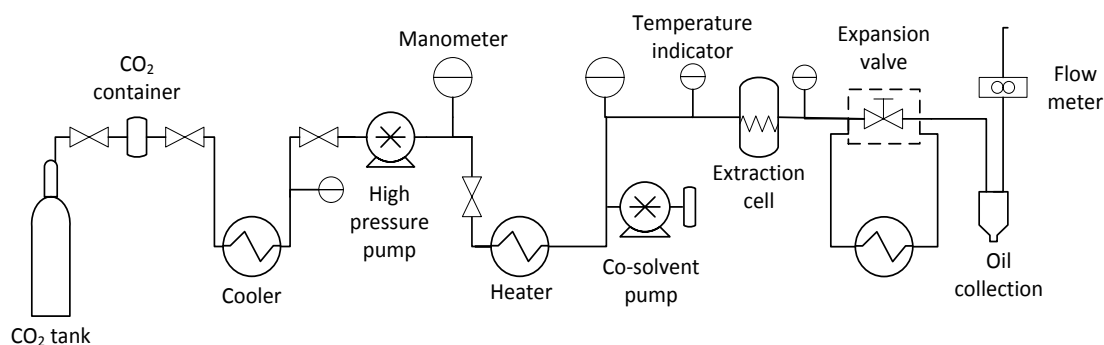 CO₂
container
Manometer
Temperature
indicator
Expansion
valve
Flow
meter
High
pressure
pump
Extraction
cell
Cooler
Heater
Co-solvent
pump
Oil
collection
CO₂ tank